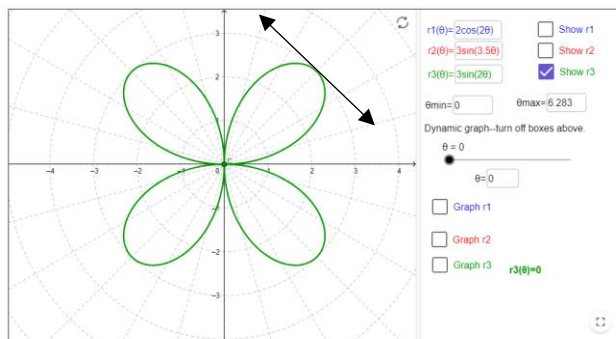 r1(θ)=2cos(2θ) Show r1
r2(θ)=3sin(3.5θ) Show r2
r3(θ)=3sin(2θ) Show r3
θmin=0 θmax=6.283
Dynamic graph--turn off boxes above.
θ = 0
θ=0
Graph r1
Graph r2
Graph r3 r3(θ)=0
3
2
1
−4 −3 −2 −1 0 1 2 3 4
−1
−2
−3